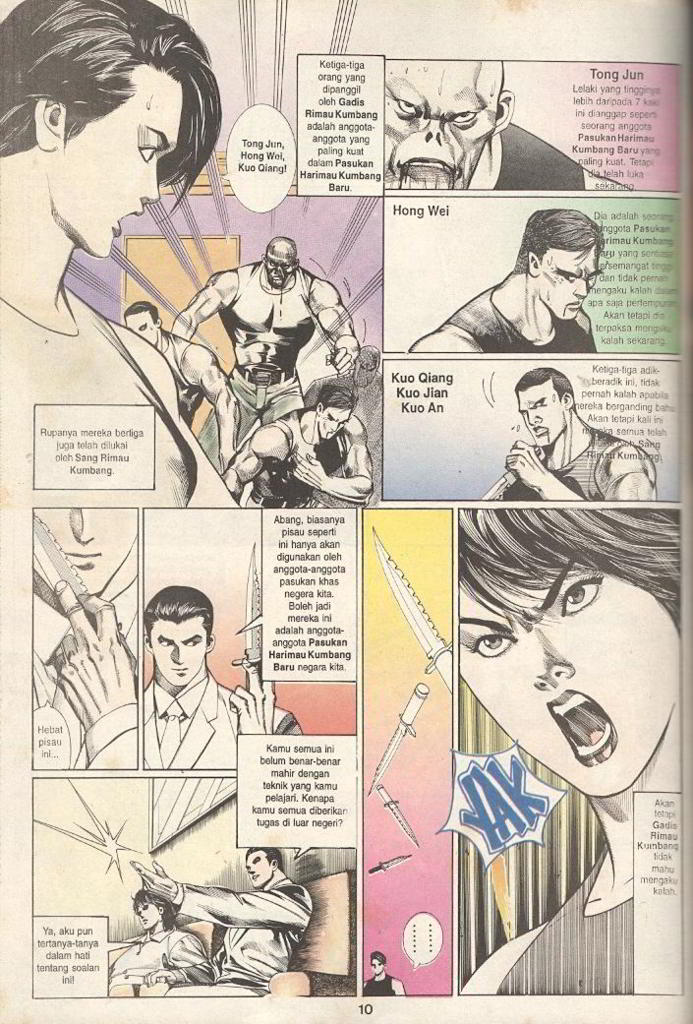 Tong Jun,
Hong Wei,
Kuo Qiang!
Ketiga-tiga
orang yang
dipanggil
oleh Gadis
Rimau Kumbang
adalah anggota-
anggota yang
paling kuat
dalam Pasukan
Harimau Kumbang
Baru.
Tong Jun
Lelaki yang tingginya
lebih daripada 7 kaki
ini dianggap seperti
seorang anggota
Pasukan Harimau
Kumbang Baru yang
paling kuat. Tetapi
dia telah luka
sekarang.
Hong Wei
Dia adalah seorang
anggota Pasukan
Harimau Kumbang
Baru yang sentiasa
bersemangat tinggi
dan tidak pernah
mengaku kalah dalam
apa saja pertempuran.
Akan tetapi dia
terpaksa mengaku
kalah sekarang.
Kuo Qiang
Kuo Jian
Kuo An
Ketiga-tiga adik-
beradik ini, tidak
pernah kalah apabila
mereka berganding bahu.
Akan tetapi kali ini
mereka semua telah
oleh Sang
Rimau Kumbang.
Rupanya mereka bertiga
juga telah dilukai
oleh Sang Rimau
Kumbang.
Hebat
pisau
ini...
Abang, biasanya
pisau seperti
ini hanya akan
digunakan oleh
anggota-anggota
pasukan khas
negera kita.
Boleh jadi
mereka ini
adalah anggota-
anggota Pasukan
Harimau Kumbang
Baru negara kita.
Kamu semua ini
belum benar-benar
mahir dengan
teknik yang kamu
pelajari. Kenapa
kamu semua diberikan
tugas di luar negeri?
Ya, aku pun
tertanya-tanya
dalam hati
tentang soalan
ini!
YAK
Akan
tetapi
Gadis
Rimau
Kumbang
tidak
mahu
mengaku
kalah.
10